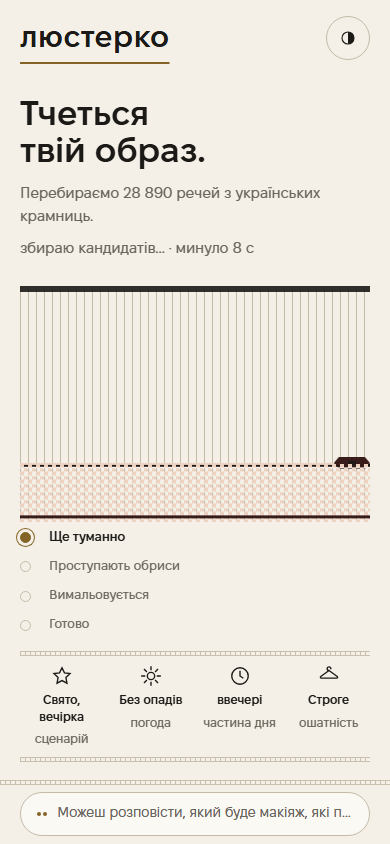 люстерко
Тчеться
твій образ.
Перебираємо 28 890 речей з українських
крамниць.
збираю кандидатів... · минуло 8 с
Ще туманно
Проступають обриси
Вимальовується
Готово
Свято,
вечірка
сценарій
Без опадів
погода
ввечері
частина дня
Строге
ошатність
Можеш розповісти, який буде макіяж, які п...